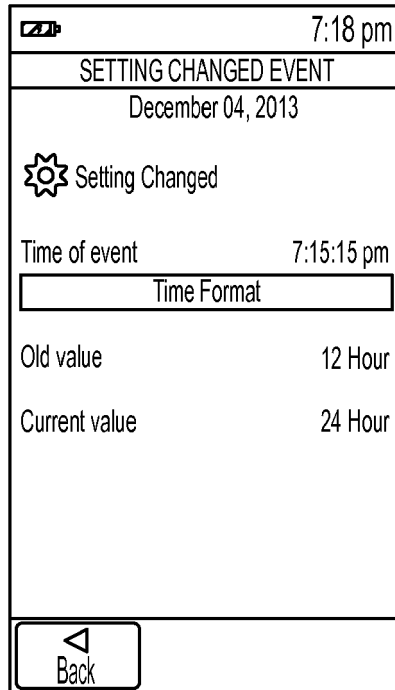 7:18 pm
SETTING CHANGED EVENT
December 04, 2013
Setting Changed
Time of event 7:15:15 pm
Time Format
Old value 12 Hour
Current value 24 Hour
Back